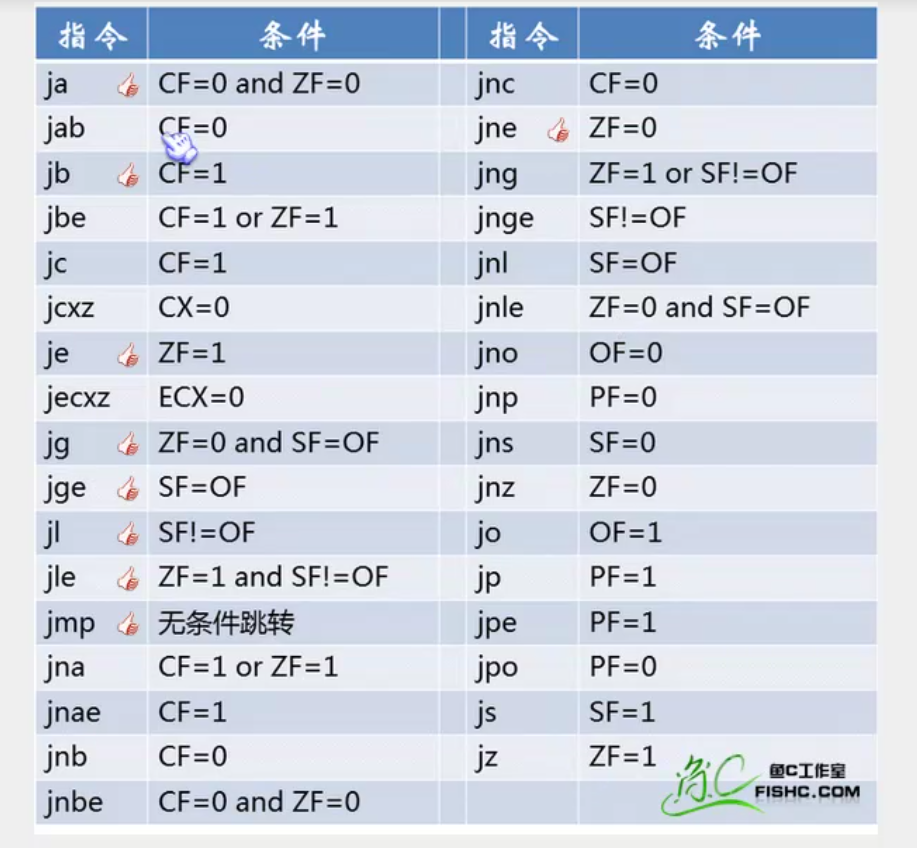 指令 条件 指令 条件
ja CF=0 and ZF=0 jnc CF=0
jab CF=0 jne ZF=0
jb CF=1 jng ZF=1 or SF!=OF
jbe CF=1 or ZF=1 jnge SF!=OF
jc CF=1 jnl SF=OF
jcxz CX=0 jnle ZF=0 and SF=OF
je ZF=1 jno OF=0
jecxz ECX=0 jnp PF=0
jg ZF=0 and SF=OF jns SF=0
jge SF=OF jnz ZF=0
jl SF!=OF jo OF=1
jle ZF=1 and SF!=OF jp PF=1
jmp 无条件跳转 jpe PF=1
jna CF=1 or ZF=1 jpo PF=0
jnae CF=1 js SF=1
jnb CF=0 jz ZF=1
jnbe CF=0 and ZF=0
鱼C
鱼C工作室
FISHC.COM